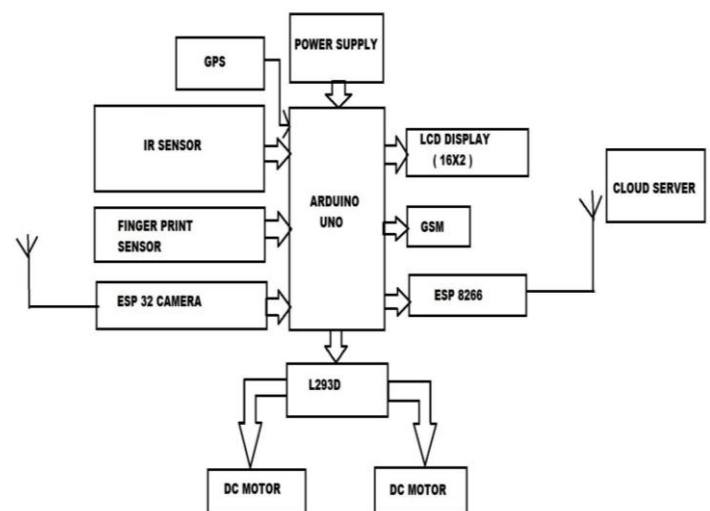 POWER SUPPLY
GPS
IR SENSOR
LCD DISPLAY
( 16X2 )
CLOUD SERVER
ARDUINO
UNO
FINGER PRINT
SENSOR
GSM
ESP 32 CAMERA
ESP 8266
L293D
DC MOTOR
DC MOTOR